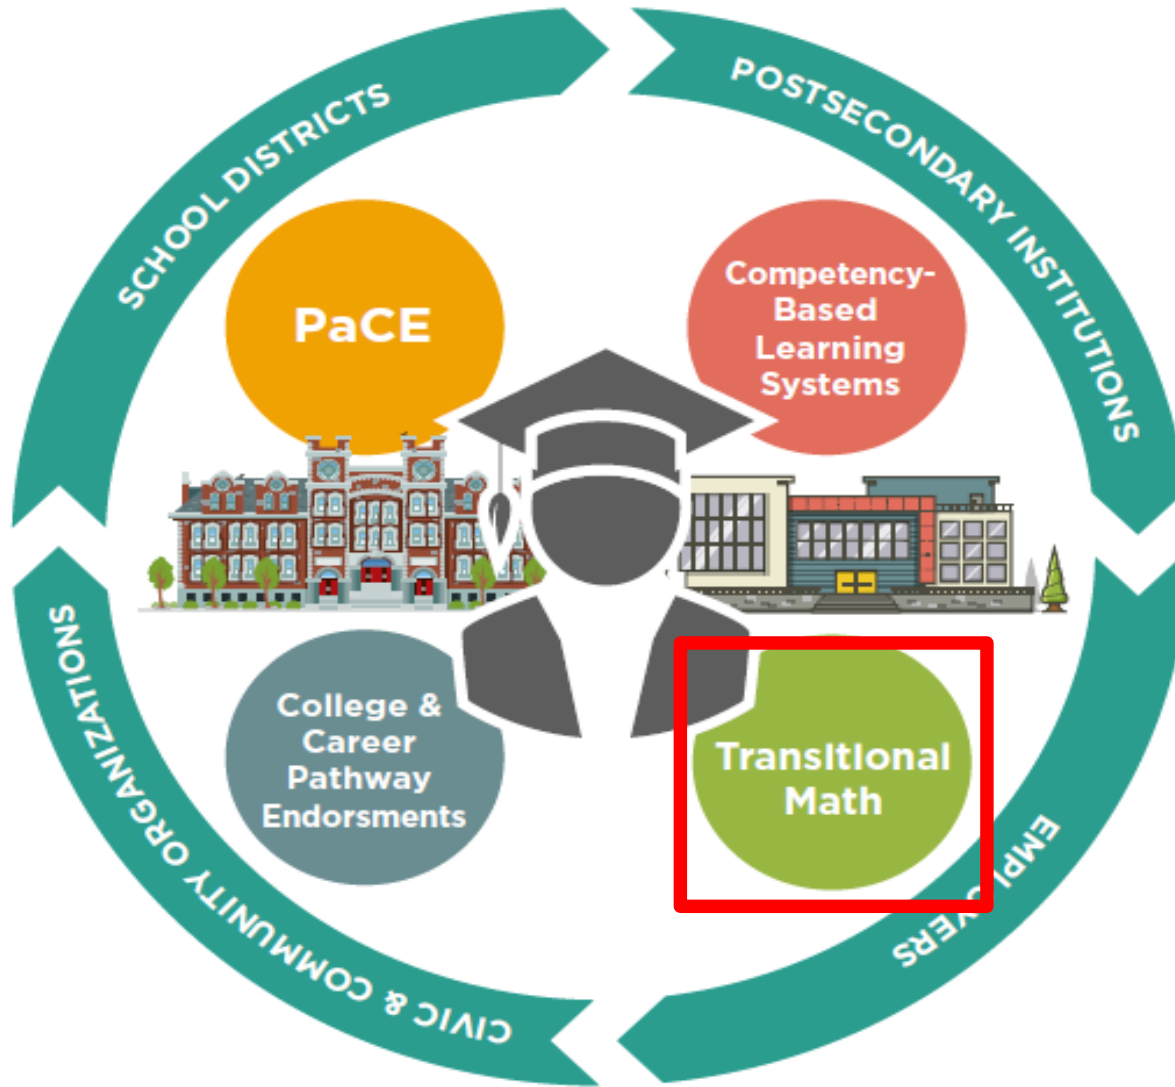 SCHOOL DISTRICTS
POSTSECONDARY INSTITUTIONS
PaCE
Competency-
Based
Learning
Systems
College &
Career
Pathway
Endorsments
Transitional
Math
EMPLOYERS
CIVIC & COMMUNITY ORGANIZATIONS